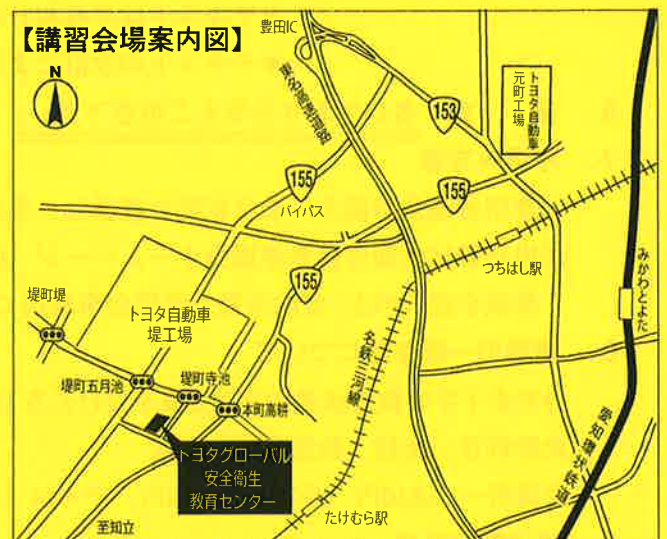 【講習会場案内図】
豊田IC
N
東名高速道路
153
トヨタ自動車
元町工場
155
155
バイパス
155
つちはし駅
みかわとよた
堤町堤
トヨタ自動車
堤工場
名鉄三河線
堤町五月池
堤町寺池
本町高耕
愛知環状鉄道
トヨタグローバル
安全衛生
教育センター
たけむら駅
至知立